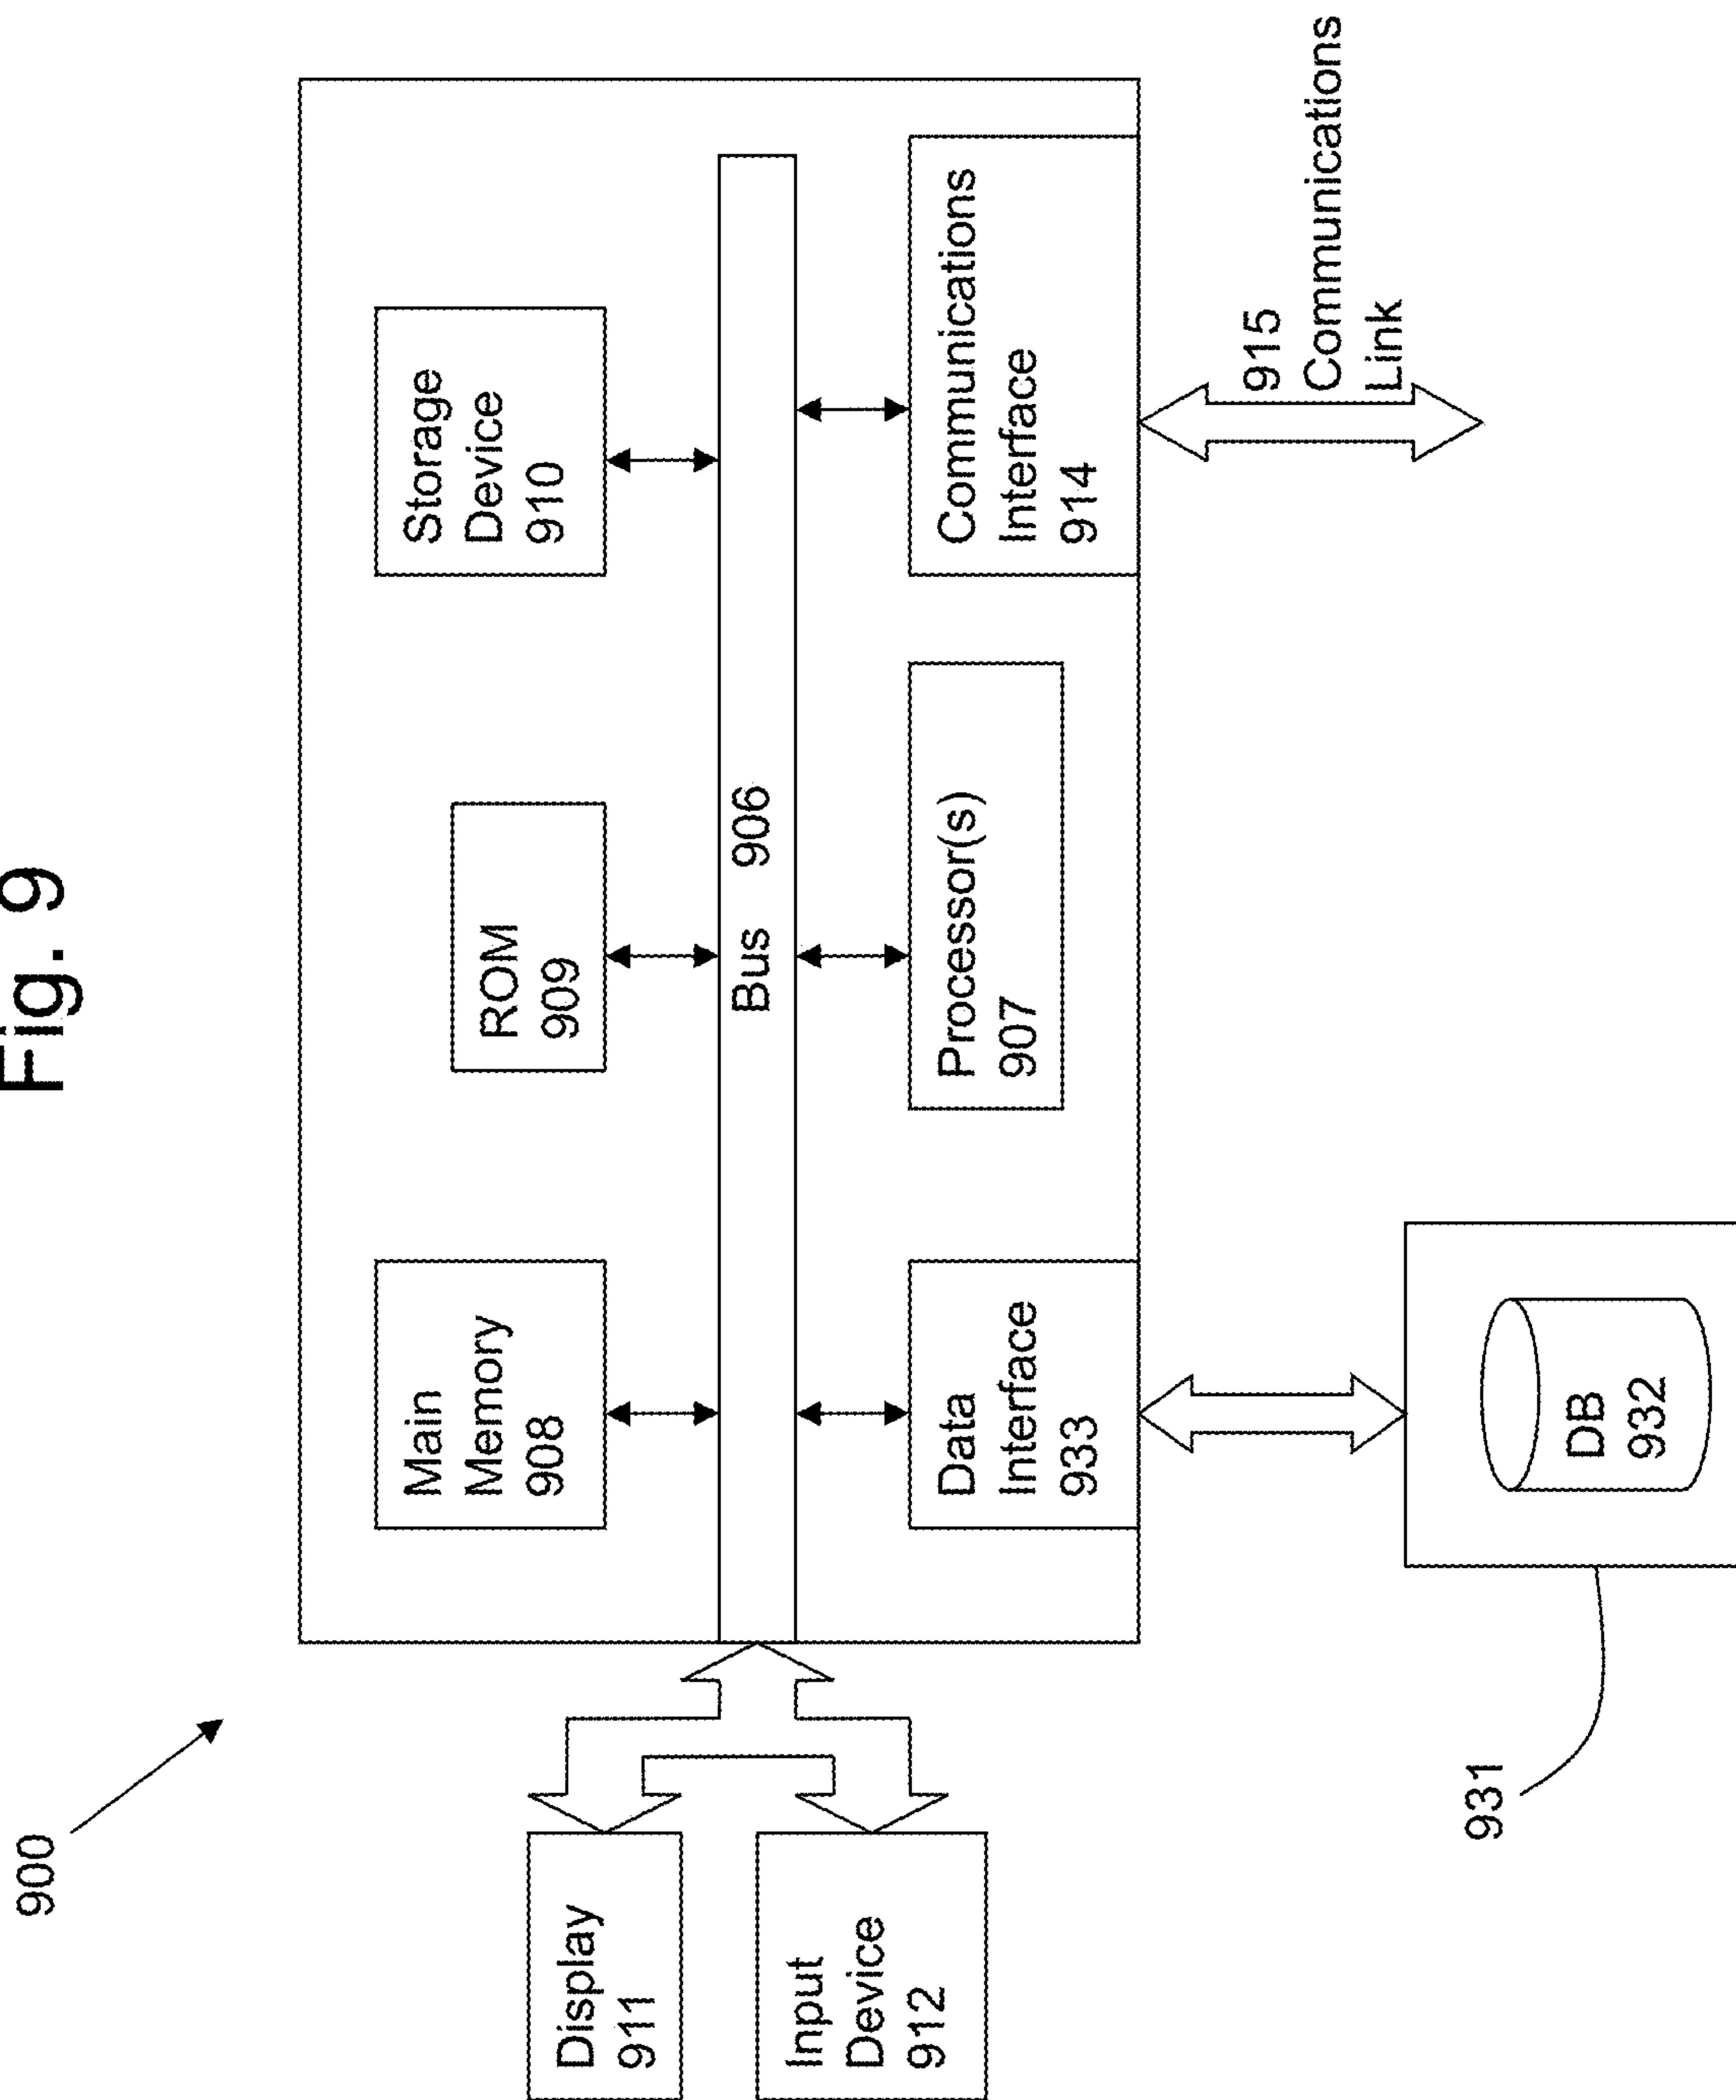 Fig. 9
900
Main
Memory
908
ROM
909
Storage
Device
910
Bus 906
Display
911
Input
Device
912
Data
Interface
933
Processor(s)
907
Communications
Interface
914
915
Communications
Link
931
DB
932